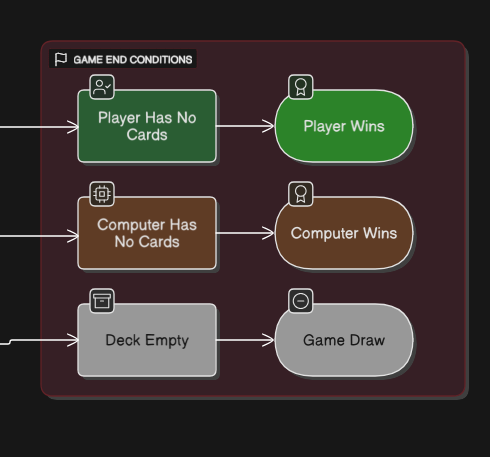 GAME END CONDITIONS
Player Has No
Cards
Player Wins
Computer Has
No Cards
Computer Wins
Deck Empty
Game Draw